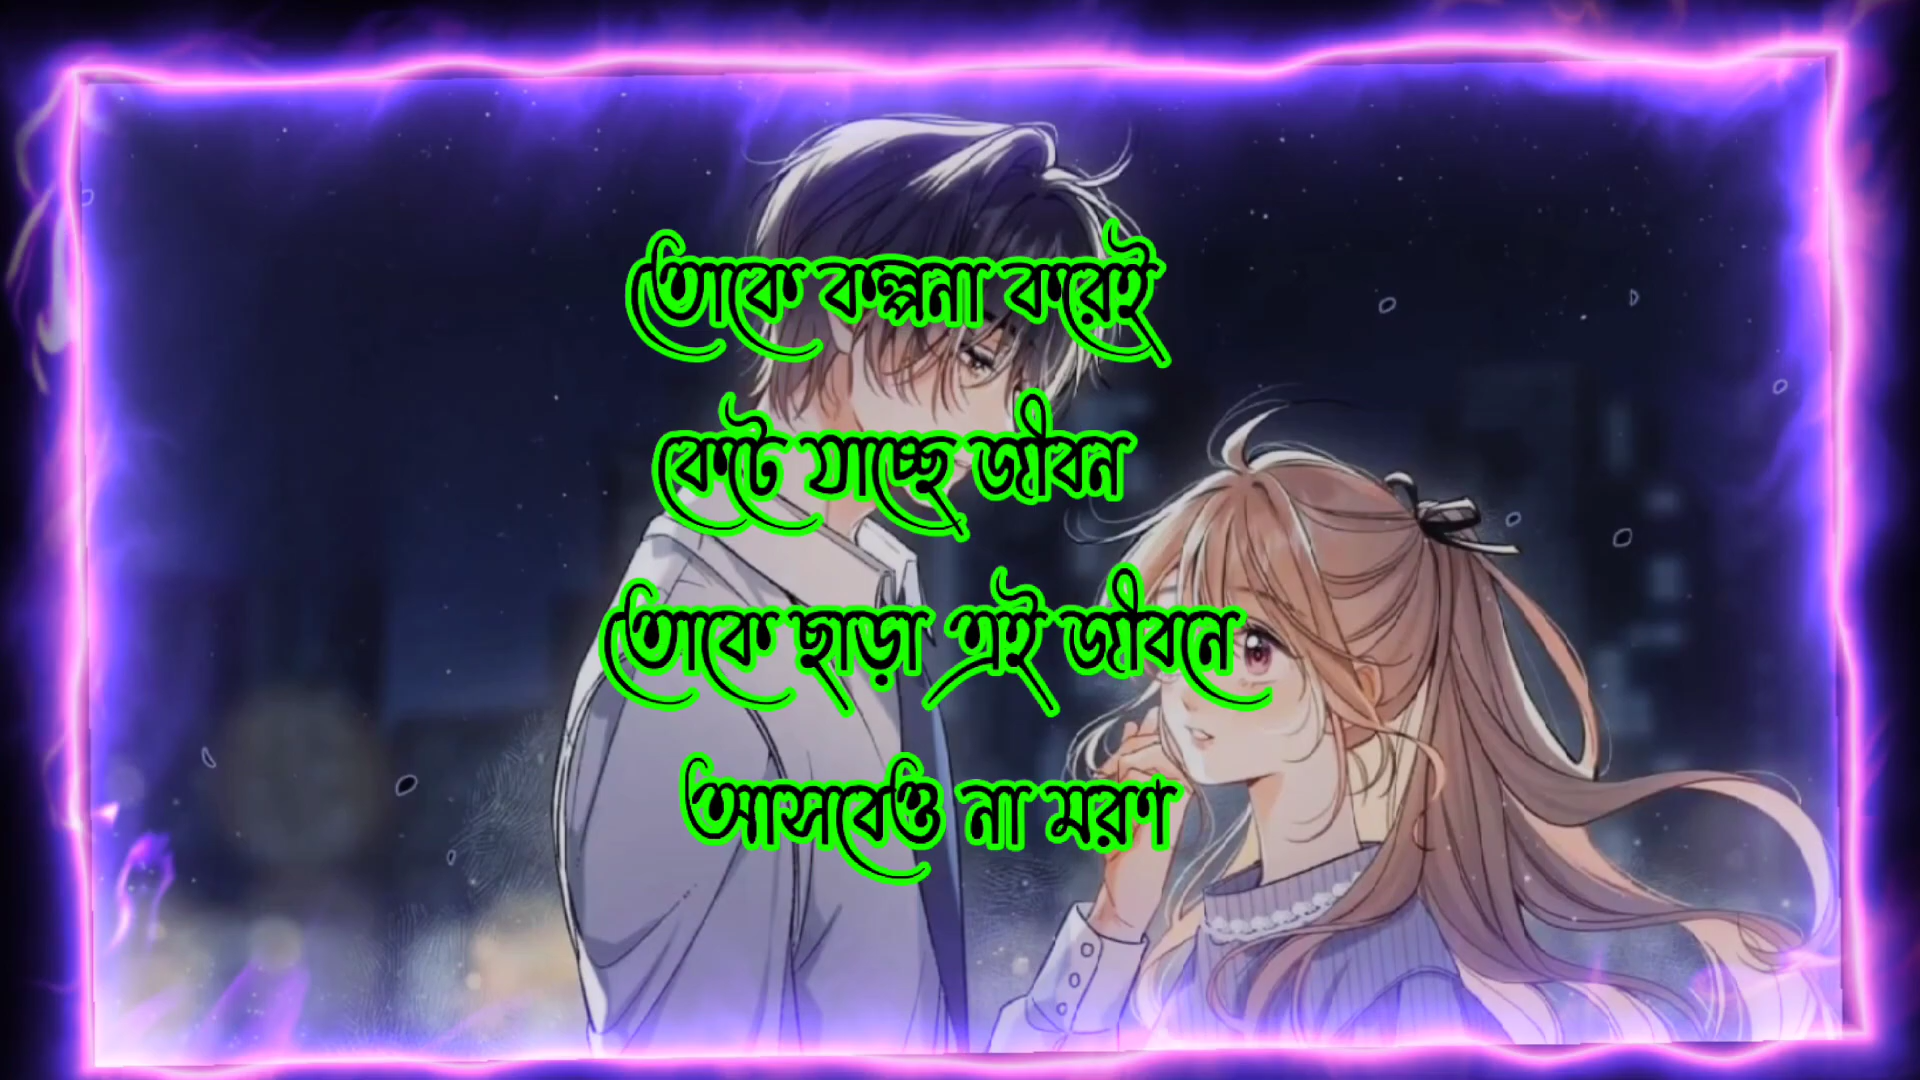 তাকে কল্পনা করেই
কেটে যাচ্ছে জীবন
তাকে ছাড়া এই জীবনে
আসবেও না মরণ